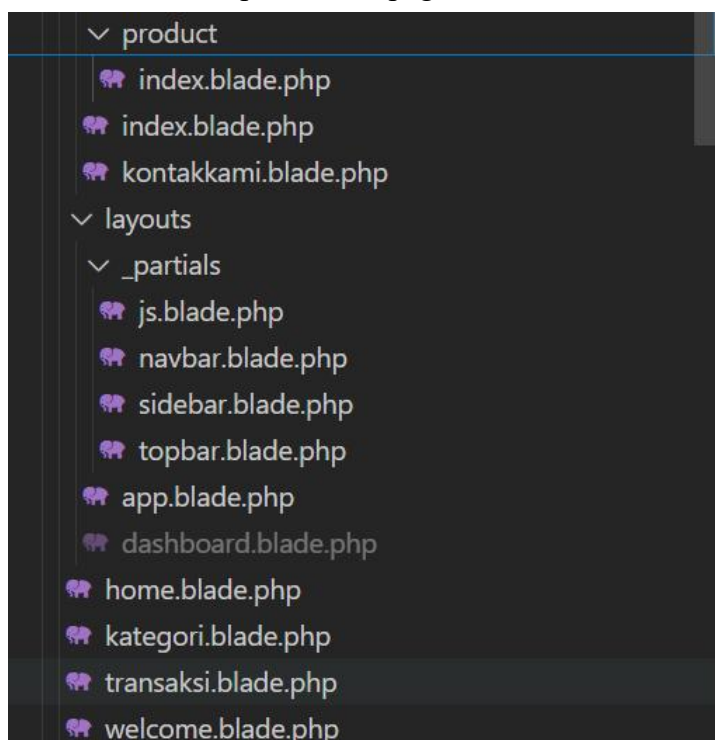 product
index.blade.php
index.blade.php
kontakkami.blade.php
layouts
_partials
js.blade.php
navbar.blade.php
sidebar.blade.php
topbar.blade.php
app.blade.php
dashboard.blade.php
home.blade.php
kategori.blade.php
transaksi.blade.php
welcome.blade.php